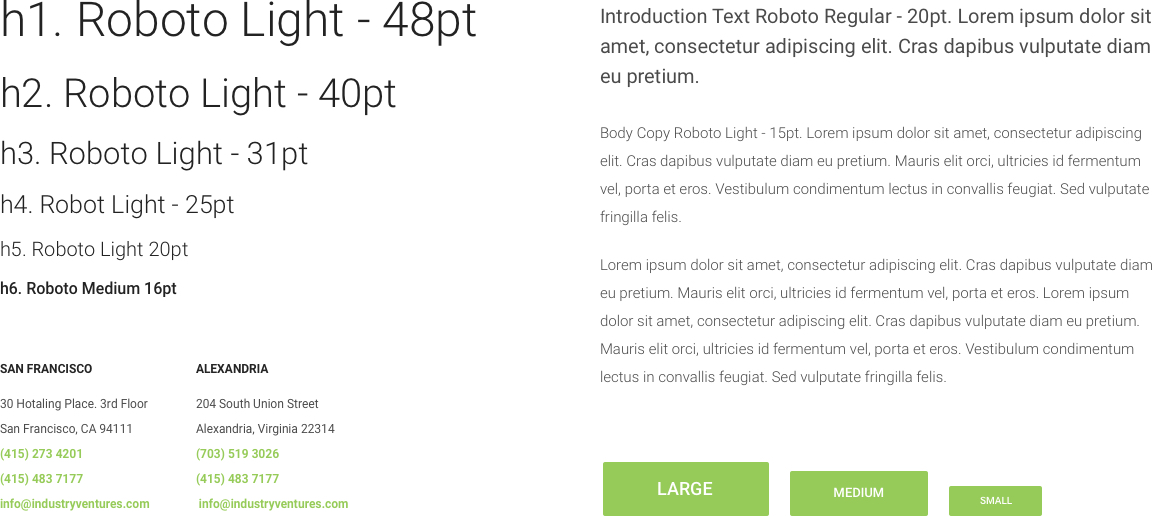 h1. Roboto Light - 48pt
h2. Roboto Light - 40pt
h3. Roboto Light - 31pt
h4. Robot Light - 25pt
h5. Roboto Light 20pt
h6. Roboto Medium 16pt
SAN FRANCISCO
30 Hotaling Place. 3rd Floor
San Francisco, CA 94111
(415) 273 4201
(415) 483 7177
info@industryventures.com
ALEXANDRIA
204 South Union Street
Alexandria, Virginia 22314
(703) 519 3026
(415) 483 7177
info@industryventures.com
Introduction Text Roboto Regular - 20pt. Lorem ipsum dolor sit
amet, consectetur adipiscing elit. Cras dapibus vulputate diam
eu pretium.
Body Copy Roboto Light - 15pt. Lorem ipsum dolor sit amet, consectetur adipiscing
elit. Cras dapibus vulputate diam eu pretium. Mauris elit orci, ultricies id fermentum
vel, porta et eros. Vestibulum condimentum lectus in convallis feugiat. Sed vulputate
fringilla felis.
Lorem ipsum dolor sit amet, consectetur adipiscing elit. Cras dapibus vulputate diam
eu pretium. Mauris elit orci, ultricies id fermentum vel, porta et eros. Lorem ipsum
dolor sit amet, consectetur adipiscing elit. Cras dapibus vulputate diam eu pretium.
Mauris elit orci, ultricies id fermentum vel, porta et eros. Vestibulum condimentum
lectus in convallis feugiat. Sed vulputate fringilla felis.
LARGE
MEDIUM
SMALL